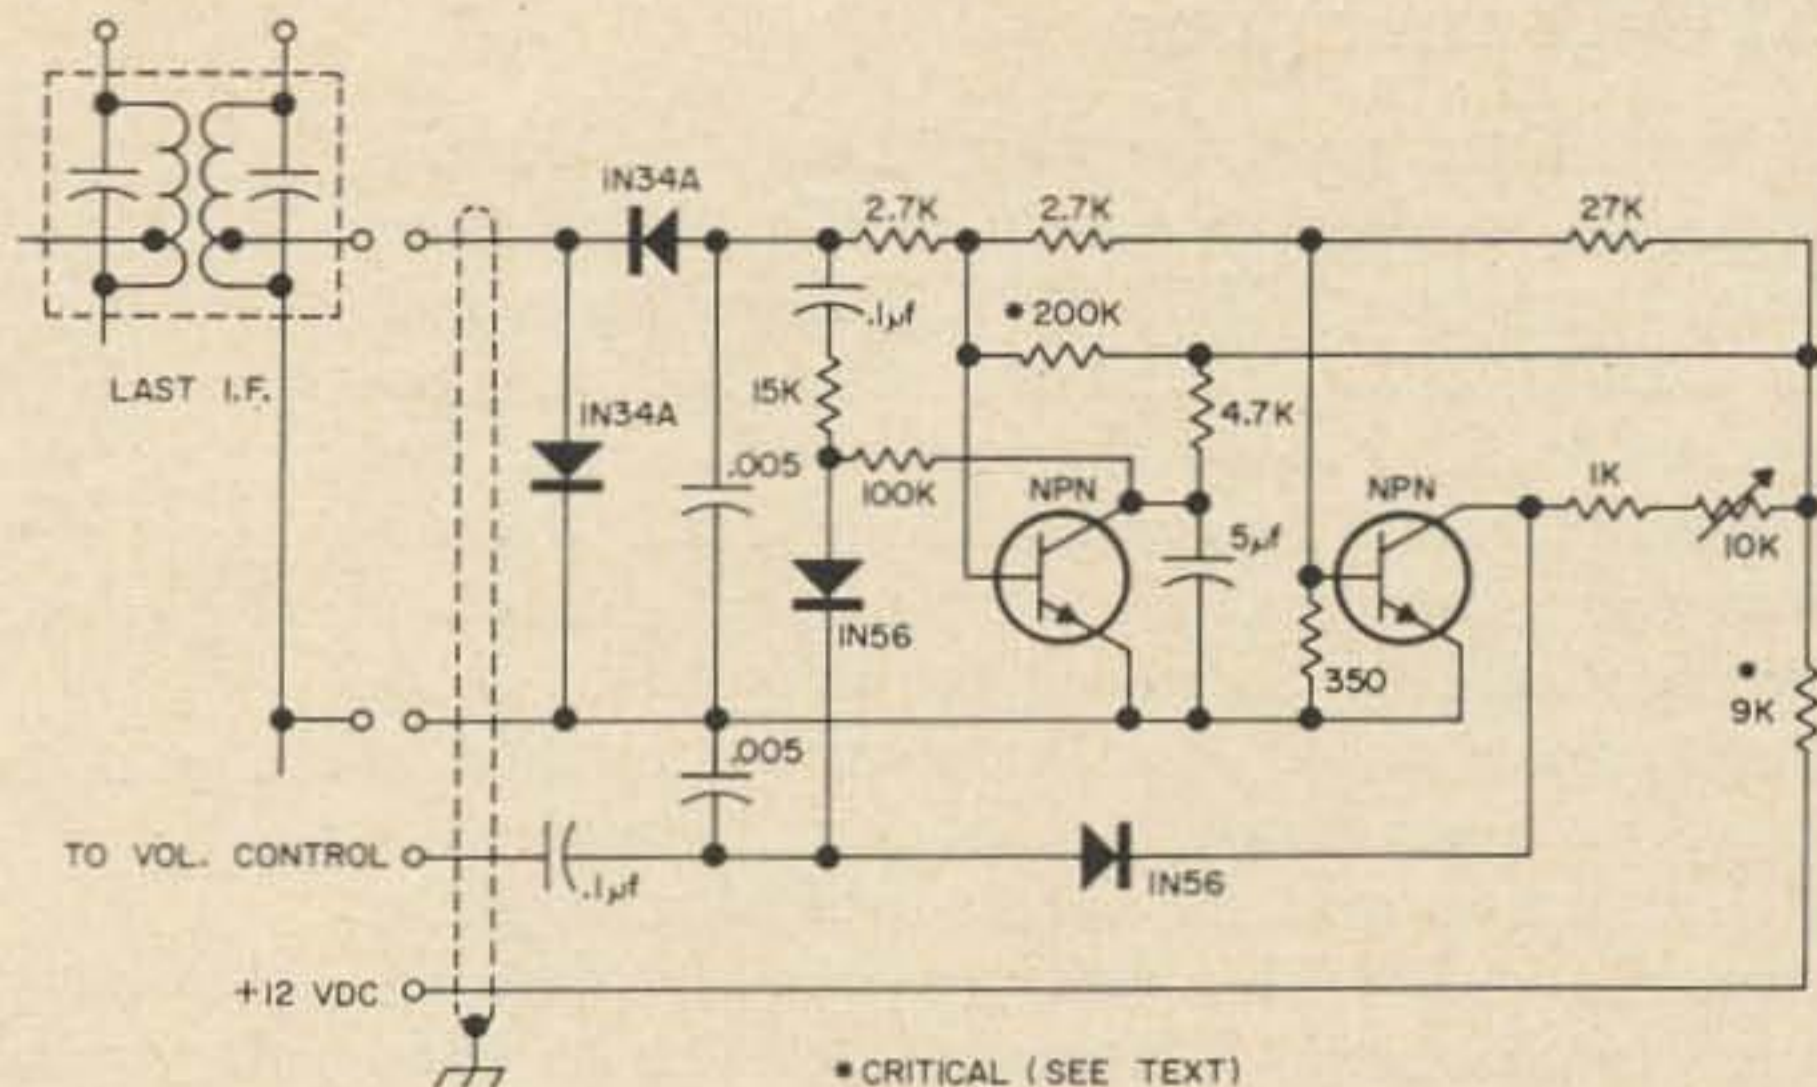 IN34A
2.7K
2.7K
27K
.1µf
• 200K
LAST I.F.
15K
IN34A
4.7K
.005
100K
NPN
NPN
1K
5µf
10K
IN56
350
• 9K
.005
TO VOL. CONTROL
.1µf
IN56
+12 VDC
• CRITICAL (SEE TEXT)